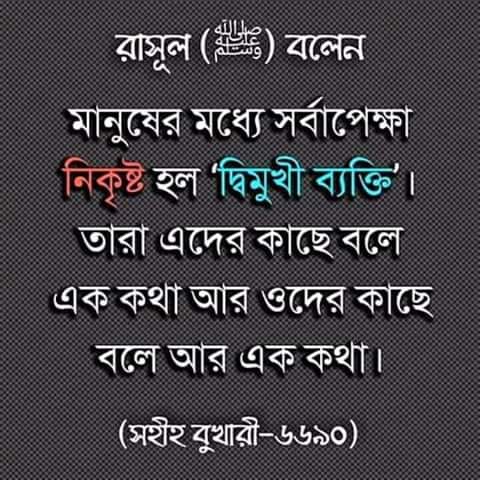 রাসূল (ﷺ) বলেন
মানুষের মধ্যে সর্বাপেক্ষা
নিকৃষ্ট হল ‘দ্বিমুখী ব্যক্তি’।
তারা এদের কাছে বলে
এক কথা আর ওদের কাছে
বলে আর এক কথা।
(সহীহ বুখারী-৬৬৯০)